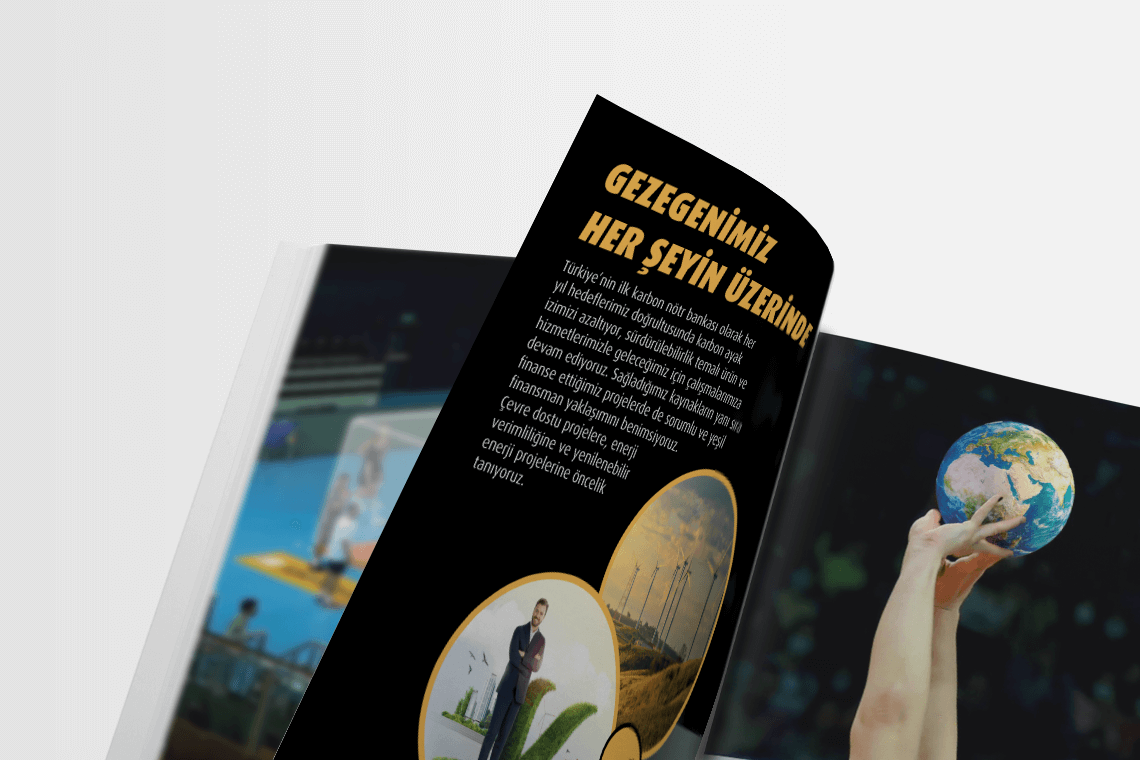 GEZEGENİMİZ
HER ŞEYİN ÜZERİNDE
Türkiye'nin ilk karbon nötr bankası olarak her
yıl hedeflerimiz doğrultusunda karbon ayak
izimizi azaltıyor, sürdürülebilirlik temalı ürün ve
hizmetlerimizle geleceğimiz için çalışmalarımıza
devam ediyoruz. Sağladığımız kaynakların yanı sıra
finanse ettiğimiz projelerde de sorumlu ve yeşil
finansman yaklaşımını benimsiyoruz.
Çevre dostu projelere, enerji
verimliliğine ve yenilenebilir
enerji projelerine öncelik
tanıyoruz.